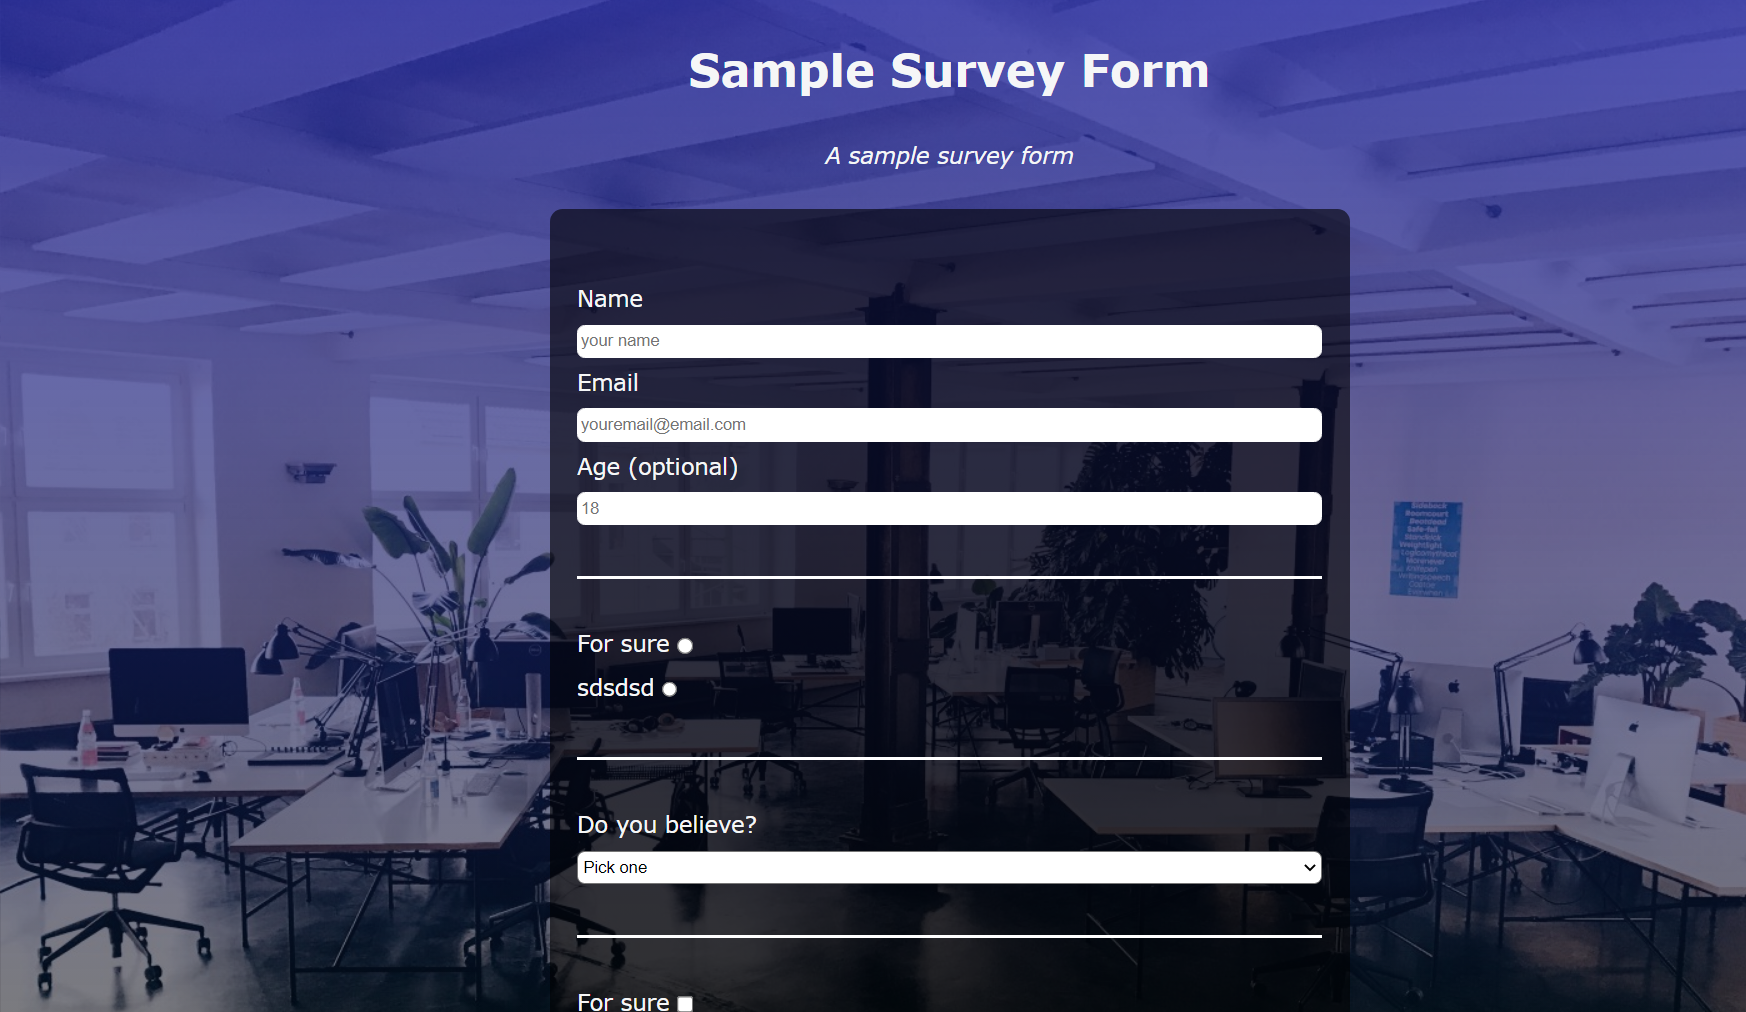 Sample Survey Form
A sample survey form
Name
your name
Email
youremail@email.com
Age (optional)
18
For sure
sdsdsd
Do you believe?
Pick one
For sure